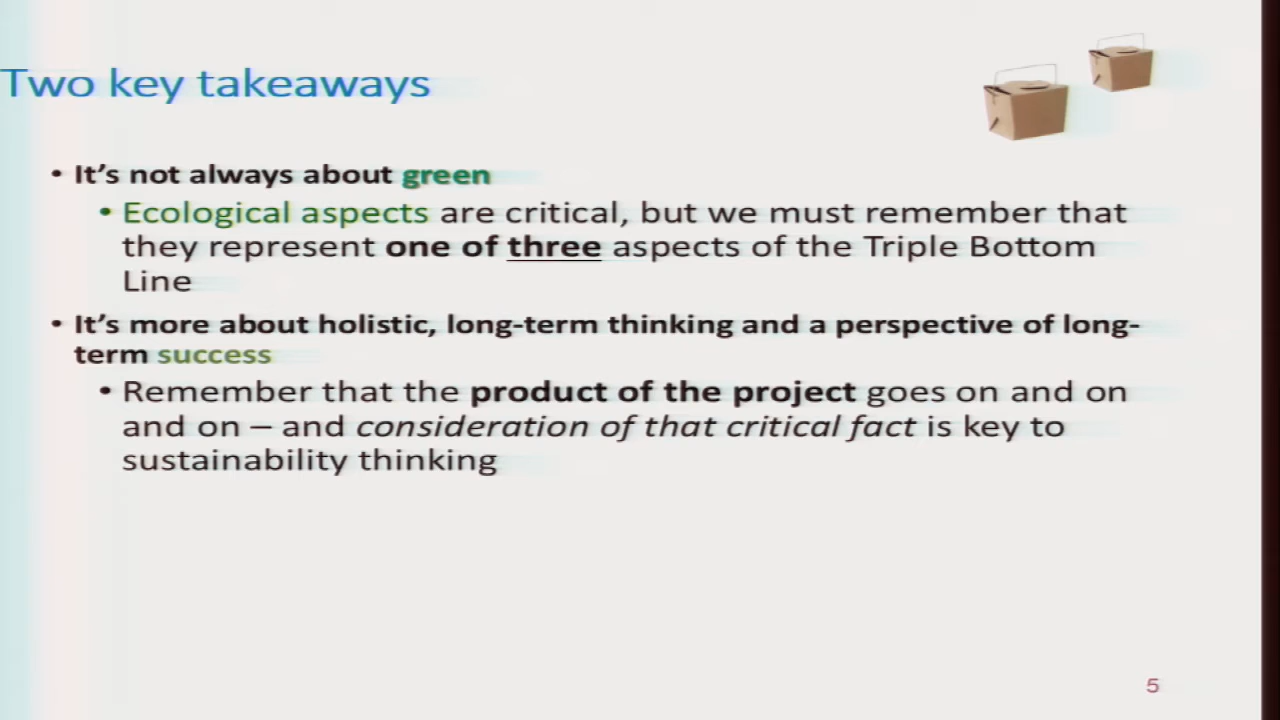 Two key takeaways
• It's not always about green
• Ecological aspects are critical, but we must remember that
they represent one of three aspects of the Triple Bottom
Line
• It's more about holistic, long-term thinking and a perspective of long-
term success
• Remember that the product of the project goes on and on
and on – and consideration of that critical fact is key to
sustainability thinking
5